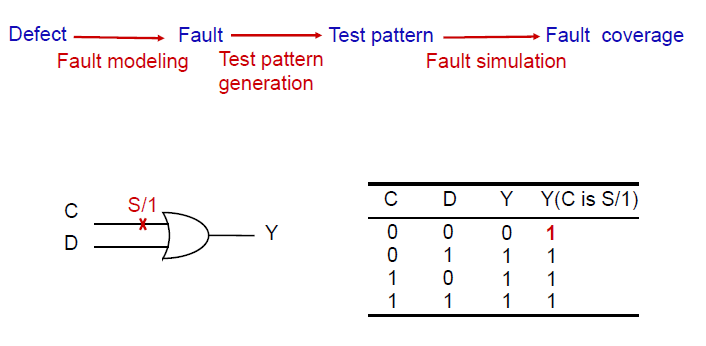 Defect Fault Test pattern Fault coverage
Fault modeling Test pattern generation Fault simulation
C S/1
D Y
C D Y Y(C is S/1)
0 0 0 1
0 1 1 1
1 0 1 1
1 1 1 1